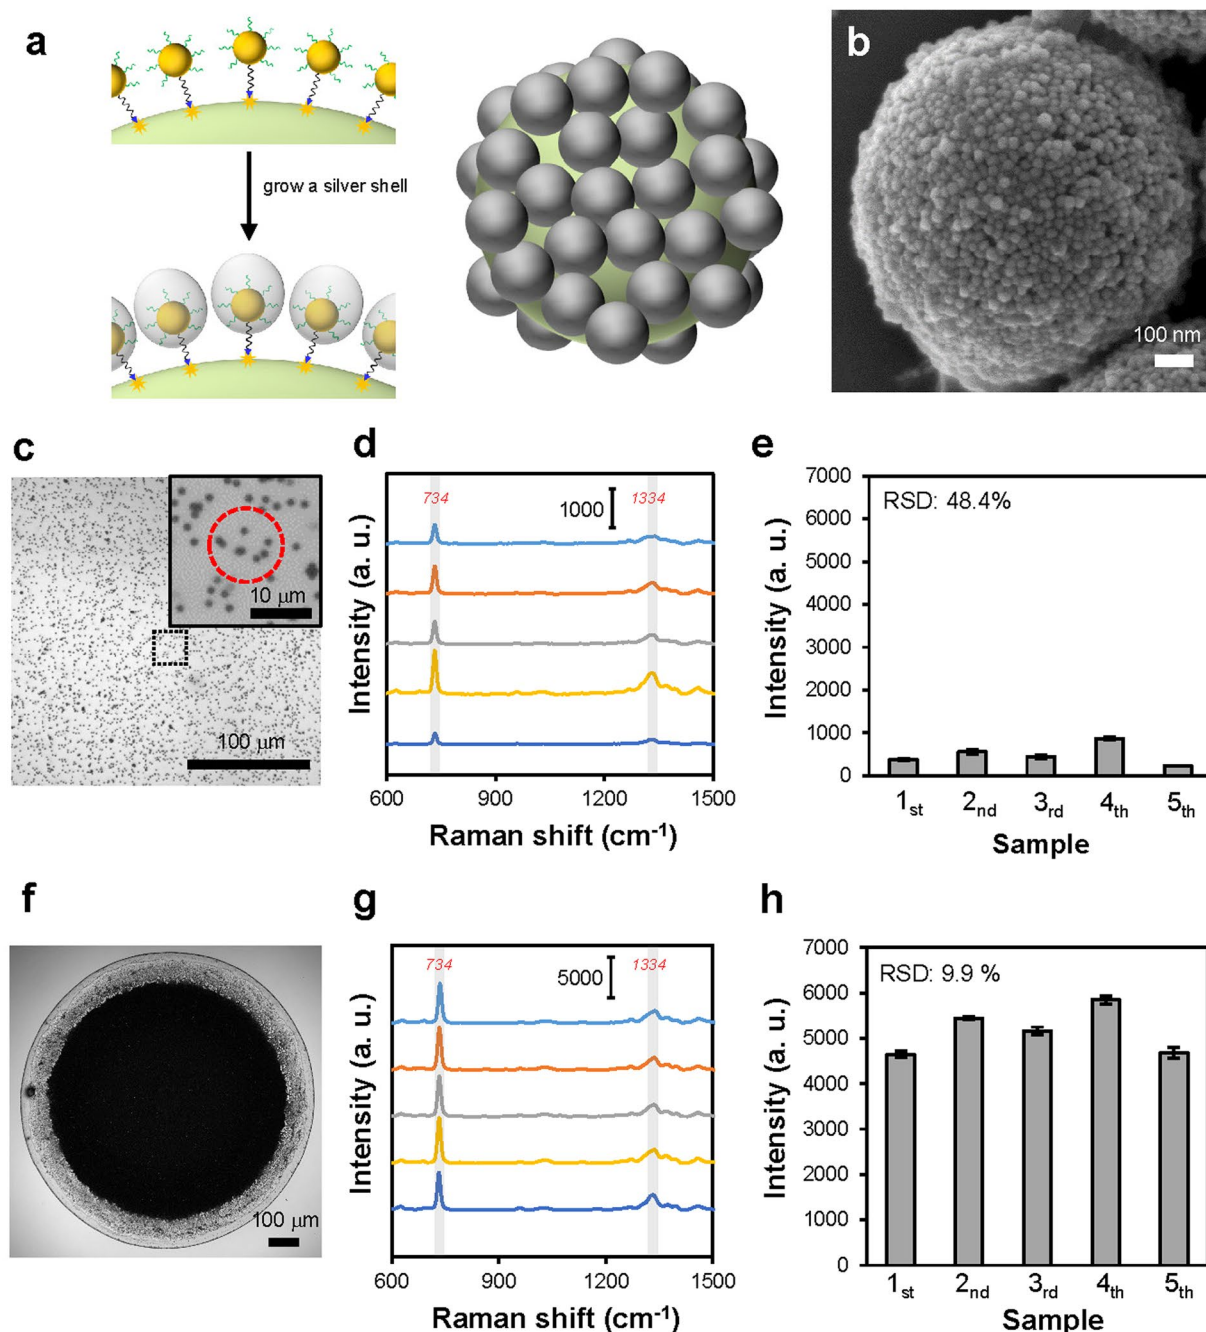 a
grow a silver shell
b
100 nm
c
10 μm
100 μm
d
734
1000
1334
Intensity (a. u.)
600
900
1200
1500
Raman shift (cm⁻¹)
e
RSD: 48.4%
7000
6000
5000
4000
3000
2000
1000
0
Intensity (a. u.)
1st
2nd
3rd
4th
5th
Sample
f
100 μm
g
734
5000
1334
Intensity (a. u.)
600
900
1200
1500
Raman shift (cm⁻¹)
h
RSD: 9.9 %
7000
6000
5000
4000
3000
2000
1000
0
Intensity (a. u.)
1st
2nd
3rd
4th
5th
Sample